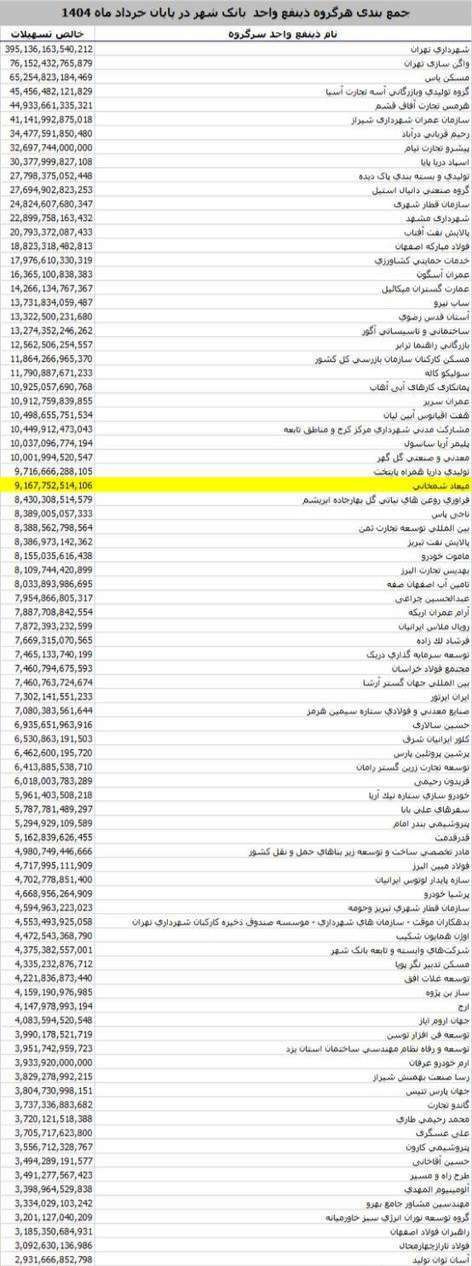 جمع بندی هرگروه ذینفع واحد بانک شهر در پایان خرداد ماه 1404
نام ذینفع واحد سرگروه خالص تسهیلات
شهرداری تهران 395,136,163,540,212
واگن سازی تهران 76,152,432,765,879
مسکن یاس 65,254,823,184,469
گروه تولیدی وبازرگانی آسه تجارت آسیا 45,456,482,121,829
هرمس تجارت آفاق قشم 44,933,661,335,321
سازمان عمران شهرداری شیراز 41,141,992,875,018
رحیم قربانی درآباد 34,477,591,850,480
پیشرو تجارت نیام 32,697,744,000,000
اسپاد دریا پایا 30,377,999,827,108
تولیدی و بسته بندی پاک دیده 27,798,375,052,448
گروه صنعتی دانیال استیل 27,694,902,823,253
سازمان قطار شهری 24,824,607,680,347
شهرداری مشهد 22,899,758,163,432
پالایش نفت آفتاب 20,793,372,087,433
فولاد مبارکه اصفهان 18,823,318,482,813
خدمات حمایتی کشاورزی 17,976,610,330,319
عمران آسگون 16,365,100,838,383
عمارت گستران میکائیل 14,266,134,767,367
ساب نیرو 13,731,834,059,487
آستان قدس رضوی 13,322,500,231,680
ساختمانی و تاسیساتی آگور 13,274,352,246,262
بازرگانی راهنما ترابر 12,562,506,254,557
مسکن کارکنان سازمان بازرسی کل کشور 11,864,266,965,370
سولیکو کاله 11,790,887,671,233
پیمانکاری کارهای آبی آهاب 10,925,057,690,768
عمران سریر 10,912,759,839,855
هفت اقیانوس آبین لیان 10,498,655,751,534
مشارکت مدنی شهرداری مرکز کرج و مناطق تابعه 10,449,912,473,043
پلیمر آریا ساسول 10,037,096,774,194
معدنی و صنعتی گل گهر 10,001,994,520,547
تولیدی داریا همراه پایتخت 9,716,666,288,105
میعاد شمخانی 9,167,752,514,106
فرآوری روغن های نباتی گل بهارجاده ابریشم 8,430,308,514,579
ناجی پاس 8,389,005,057,333
بین المللی توسعه تجارت ثمن 8,388,562,798,564
پالایش نفت تبریز 8,386,973,142,362
ماموت خودرو 8,155,035,616,438
بهدیس تجارت البرز 8,109,744,420,899
تامین آب اصفهان صفه 8,033,893,986,695
عبدالحسین چراغی 7,954,866,805,317
آرام عمران اریکه 7,887,708,842,554
رویال ملاس ایرانیان 7,872,393,232,599
فرشاد لك زاده 7,669,315,070,565
توسعه سرمایه گذاری دریک 7,465,133,740,199
مجتمع فولاد خراسان 7,460,794,675,593
بین المللی جهان گستر آرشا 7,460,763,724,674
ایران ایرتور 7,302,141,551,233
صنایع معدنی و فولادی ستاره سیمین هرمز 7,080,383,561,644
حسین سالاری 6,935,651,963,916
کلور ایرانیان شرق 6,530,863,191,503
پرشین پروتئین پارس 6,462,600,195,720
توسعه تجارت زرین گستر رامان 6,413,885,538,710
فریدون رحیمی 6,018,003,783,289
خودرو سازی ستاره نيك آریا 5,961,403,508,218
سفرهای علی بابا 5,787,781,489,297
پتروشیمی بندر امام 5,294,929,109,589
قدرقدمت 5,162,839,626,455
مادر تخصصی ساخت و توسعه زیر بناهای حمل و نقل کشور 4,980,749,446,666
فولاد مبین البرز 4,717,995,111,909
سازه پایدار لوتوس ایرانیان 4,702,778,851,400
پرشیا خودرو 4,668,956,264,909
سازمان قطار شهری تبریز وحومه 4,594,963,223,023
بدهکاران موقت - سازمان های شهرداری - موسسه صندوق ذخیره کارکنان شهرداری تهران 4,553,493,925,058
اوژن همایون شکیب 4,472,543,368,790
شرکتهای وابسته و تابعه بانک شهر 4,375,382,557,001
مسکن تدبیر نگر پویا 4,335,232,876,712
توسعه غلات افق 4,221,836,873,440
ساز بن پژوه 4,159,190,976,985
ارج 4,147,978,993,194
جهان اروم ایاز 4,083,594,520,548
توسعه فن افزار توسن 3,990,178,521,719
توسعه و رفاه نظام مهندسی ساختمان استان یزد 3,951,742,959,723
ارم خودرو عرفان 3,933,920,000,000
رسا صنعت بهمنش شیراز 3,829,278,992,215
جهان پارس تنیس 3,804,730,998,151
گاندو تجارت 3,737,336,883,682
محمد رحیمی طاری 3,720,121,518,388
علی عسگری 3,705,717,623,800
پتروشیمی کارون 3,556,712,328,767
حسین آقاخانی 3,494,289,191,577
طرح راه و مسیر 3,491,277,567,423
آلومینیوم المهدی 3,398,964,529,838
مهندسین مشاور جامع بهرو 3,334,029,103,242
گروه توسعه نوران انرژی سبز خاورمیانه 3,201,127,040,209
راهبران فولاد اصفهان 3,185,350,684,931
فولاد تارازچهارمحال 3,092,630,136,986
آسان توان تولید 2,931,666,852,798